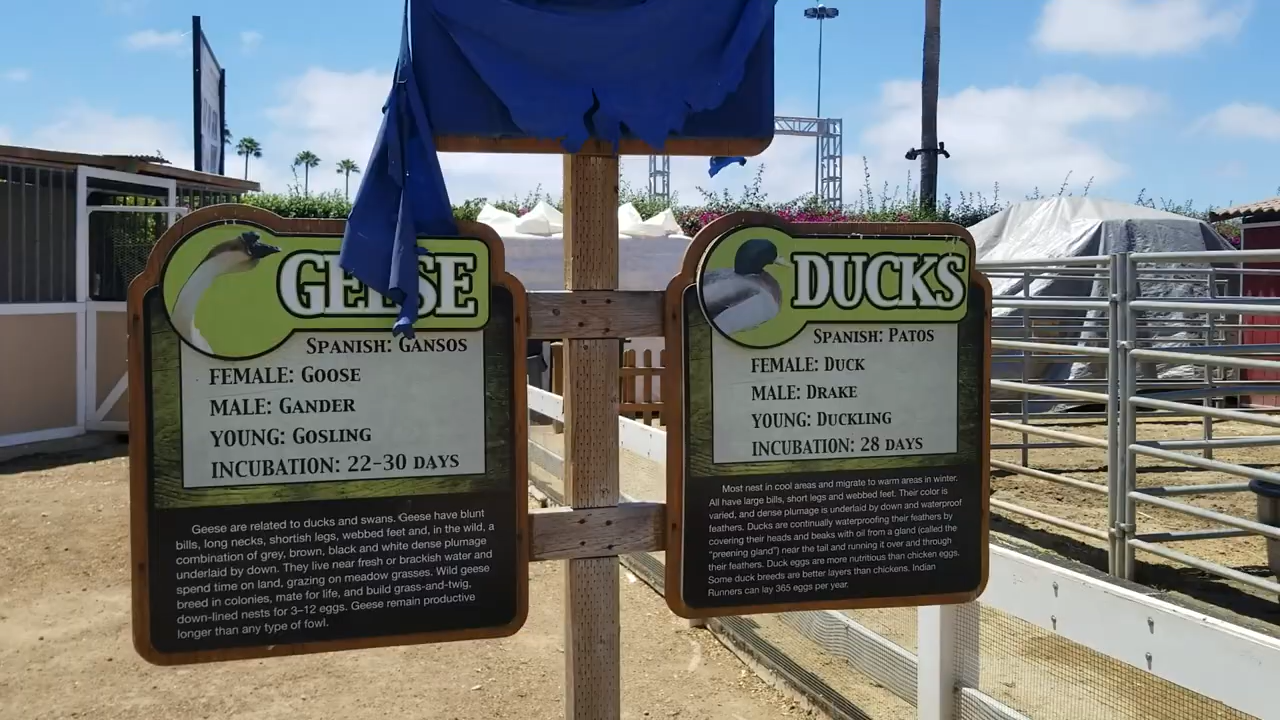 GEESE
SPANISH: GANSOS
FEMALE: GOOSE
MALE: GANDER
YOUNG: GOSLING
INCUBATION: 22-30 DAYS
Geese are related to ducks and swans. Geese have blunt
bills, long necks, shortish legs, webbed feet and, in the wild, a
combination of grey, brown, black and white dense plumage
underlaid by down. They live near fresh or brackish water and
spend time on land, grazing on meadow grasses. Wild geese
breed in colonies, mate for life, and build grass-and-twig,
down-lined nests for 3–12 eggs. Geese remain productive
longer than any type of fowl.
DUCKS
SPANISH: PATOS
FEMALE: DUCK
MALE: DRAKE
YOUNG: DUCKLING
INCUBATION: 28 DAYS
Most nest in cool areas and migrate to warm areas in winter.
All have large bills, short legs and webbed feet. Their color is
varied, and dense plumage is underlaid by down and waterproof
feathers. Ducks are continually waterproofing their feathers by
covering their heads and beaks with oil from a gland (called the
"preening gland") near the tail and running it over and through
their feathers. Duck eggs are more nutritious than chicken eggs.
Some duck breeds are better layers than chickens. Indian
Runners can lay 365 eggs per year.